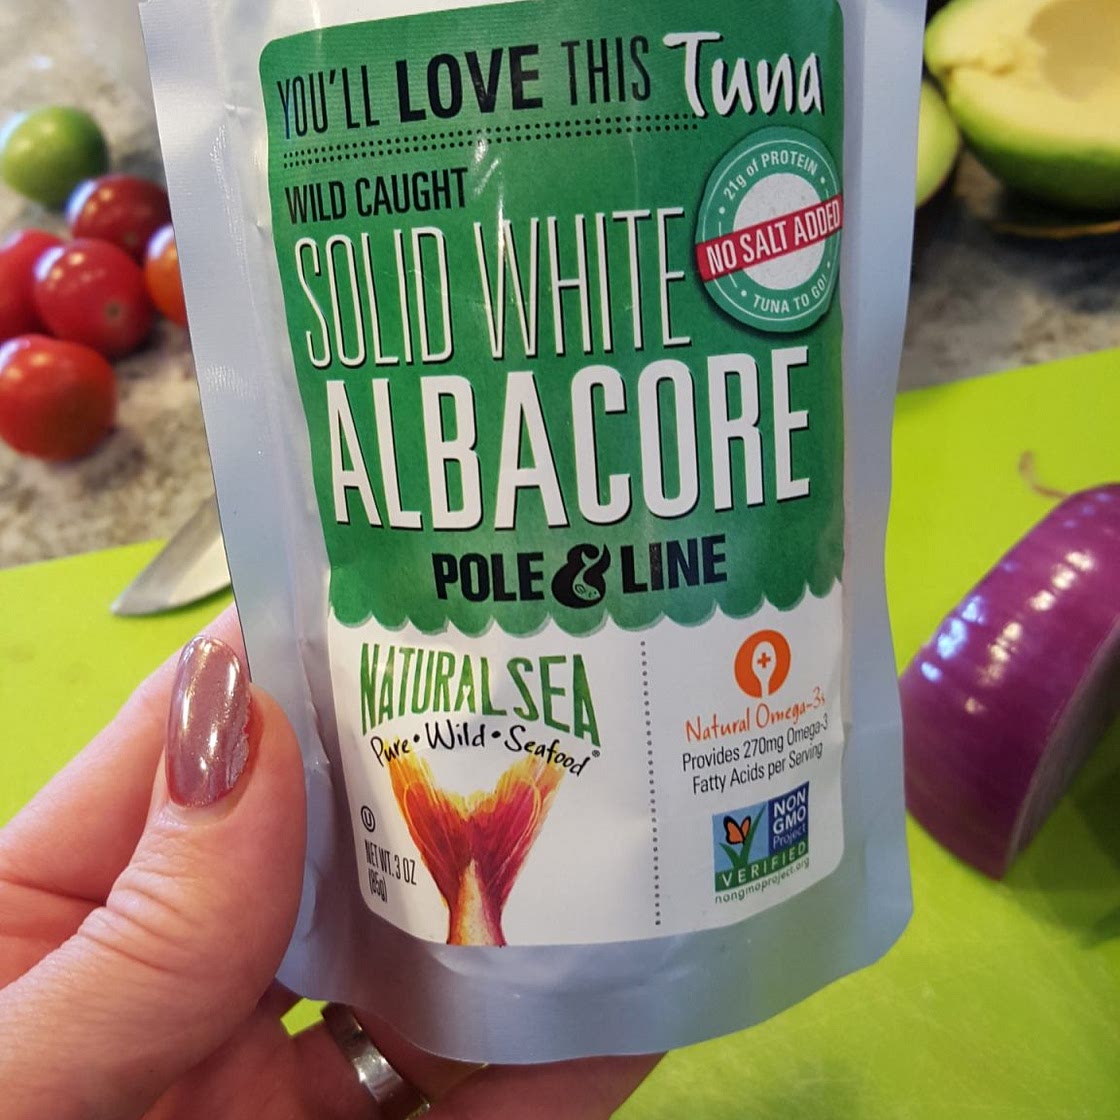 YOU'LL LOVE THIS Tuna
WILD CAUGHT
21g of PROTEIN
NO SALT ADDED
TUNA TO GO!
SOLID WHITE
ALBACORE
POLE & LINE
NATURAL SEA
Pure • Wild • Seafood®
U
NET WT. 3 OZ
(85g)
Natural Omega-3s
Provides 270mg Omega-3
Fatty Acids per Serving
NON
GMO
Project
VERIFIED
nongmoproject.org